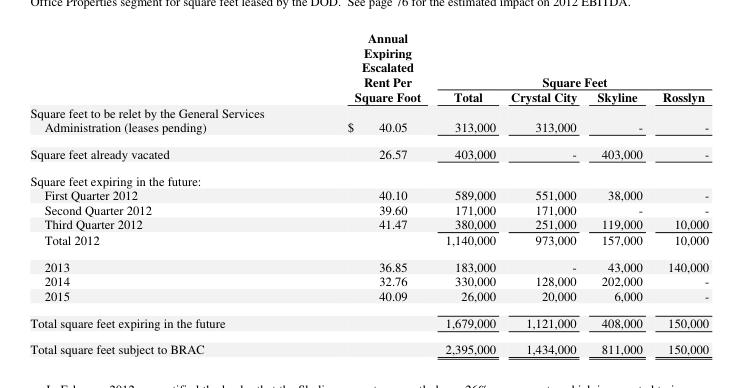 Office Properties segment for square feet leased by the DOD. See page 76 for the estimated impact on 2012 EBITDA.
Annual
Expiring
Escalated
Rent Per
Square Foot
Square Feet
Total Crystal City Skyline Rosslyn
Square feet to be relet by the General Services
Administration (leases pending) $ 40.05 313,000 313,000 - -
Square feet already vacated 26.57 403,000 - 403,000 -
Square feet expiring in the future:
First Quarter 2012 40.10 589,000 551,000 38,000 -
Second Quarter 2012 39.60 171,000 171,000 - -
Third Quarter 2012 41.47 380,000 251,000 119,000 10,000
Total 2012 1,140,000 973,000 157,000 10,000
2013 36.85 183,000 - 43,000 140,000
2014 32.76 330,000 128,000 202,000 -
2015 40.09 26,000 20,000 6,000 -
Total square feet expiring in the future 1,679,000 1,121,000 408,000 150,000
Total square feet subject to BRAC 2,395,000 1,434,000 811,000 150,000